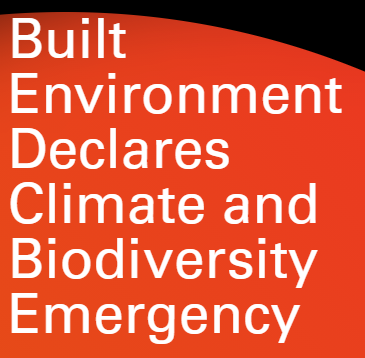 Built
Environment
Declares
Climate and
Biodiversity
Emergency